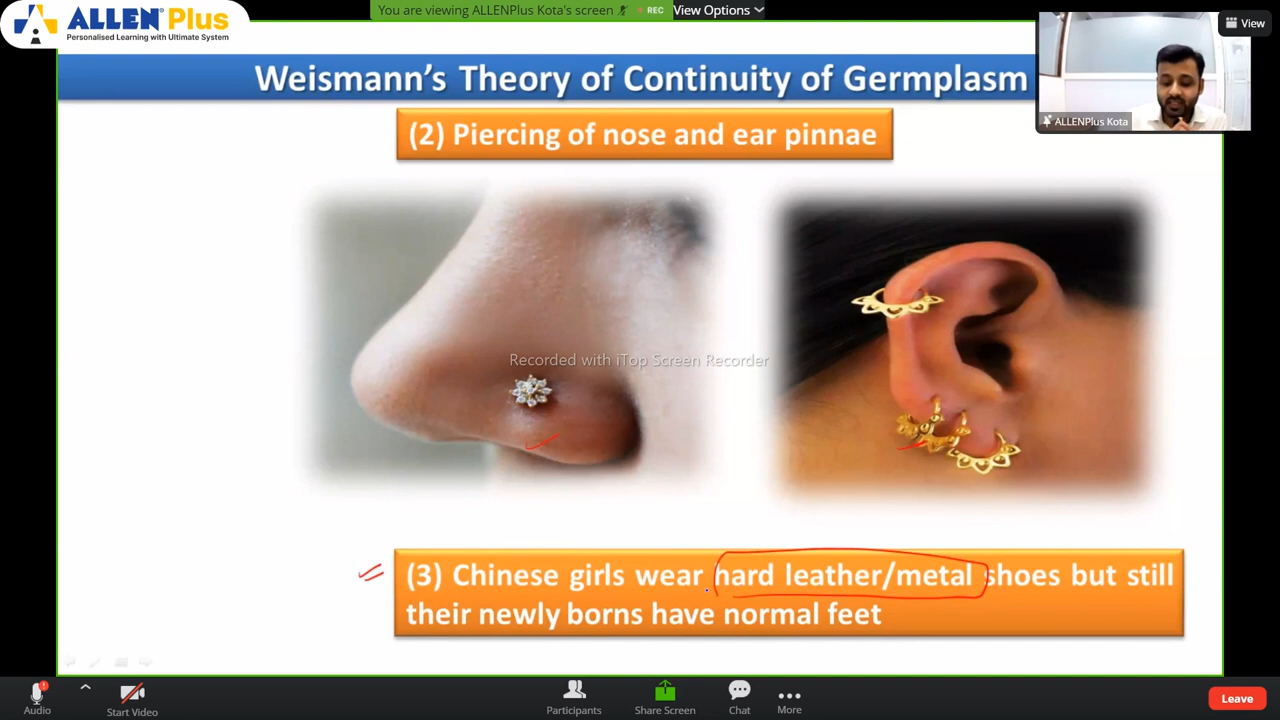 You are viewing ALLENPlus Kota's screen
REC
View Options
ALLEN Plus
Personalised Learning with Ultimate System
View
Weismann's Theory of Continuity of Germplasm
ALLENPlus Kota
(2) Piercing of nose and ear pinnae
Recorded with iTop Screen Recorder
(3) Chinese girls wear hard leather/metal shoes but still
their newly borns have normal feet
Audio
Start Video
Participants
Share Screen
Chat
More
Leave